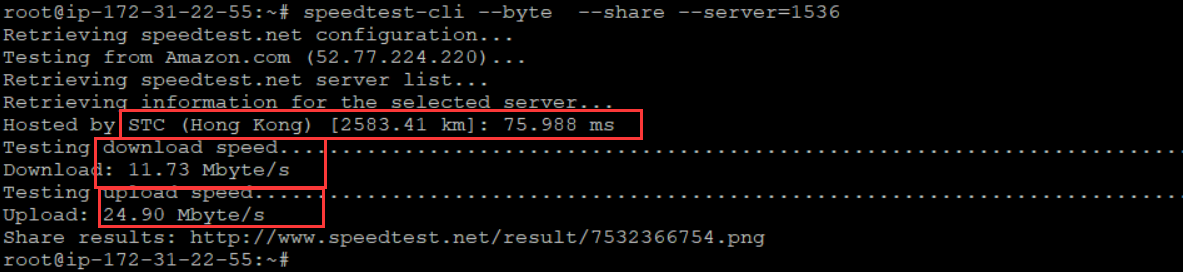 root@ip-172-31-22-55:~# speedtest-cli --byte  --share --server=1536
Retrieving speedtest.net configuration...
Testing from Amazon.com (52.77.224.220)...
Retrieving speedtest.net server list...
Retrieving information for the selected server...
Hosted by STC (Hong Kong) [2583.41 km]: 75.988 ms
Testing download speed................................................................................
Download: 11.73 Mbyte/s
Testing upload speed................................................................................
Upload: 24.90 Mbyte/s
Share results: http://www.speedtest.net/result/7532366754.png
root@ip-172-31-22-55:~#